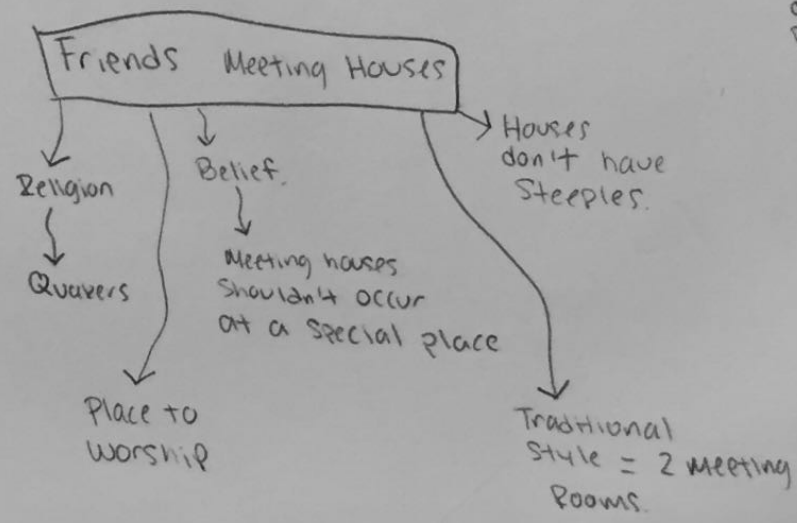 Friends Meeting Houses
Religion
Quakers
Belief.
Meeting houses
shouldn't occur
at a special place
Houses
don't have
steeples.
Place to
worship
Traditional
style = 2 meeting
Rooms.